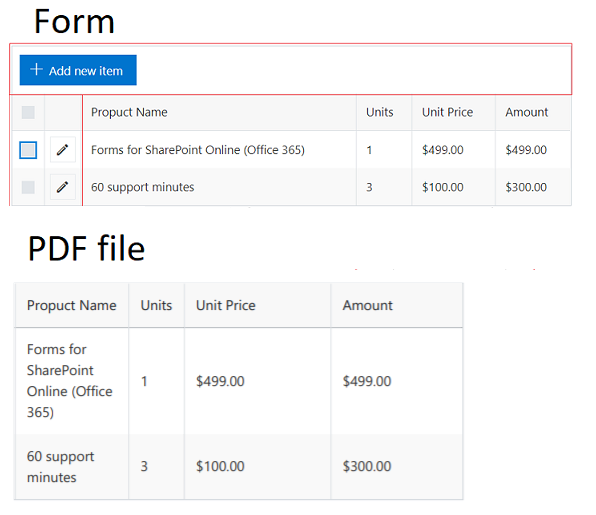 Form
+ Add new item
Propuct Name Units Unit Price Amount
Forms for SharePoint Online (Office 365) 1 $499.00 $499.00
60 support minutes 3 $100.00 $300.00
PDF file
Propuct Name Units Unit Price Amount
Forms for
SharePoint
Online (Office
365)
1 $499.00 $499.00
60 support
minutes
3 $100.00 $300.00